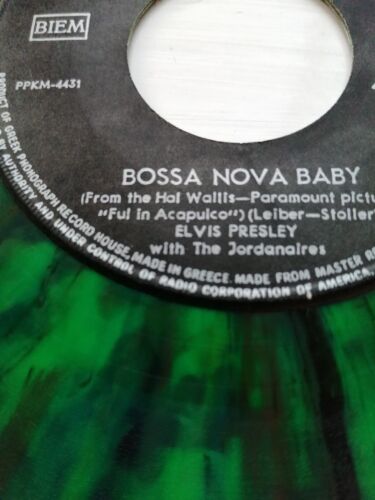 BIEM
PPKM-4431
BOSSA NOVA BABY
(From the Hal Wallis—Paramount pictu
"Ful in Acapulco") (Leiber—Stoller
ELVIS PRESLEY
with The Jordanaires
PRODUCT OF GREEK PHONOGRAPH RECORD HOUSE, MADE IN GREECE. MADE FROM MASTER RE
BY AUTHORITY AND UNDER CONTROL OF RADIO CORPORATION OF AMERICA.